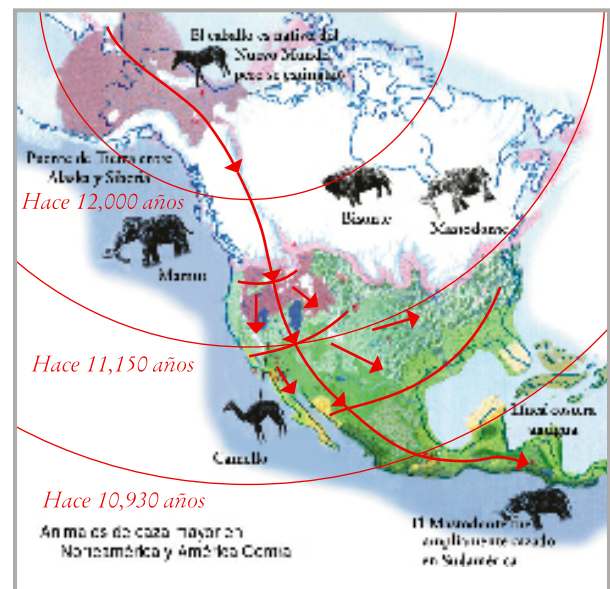 El caballo es nativo del
Nuevo Mundo,
pero se extinguió
Puente de Tierra entre
Alaska y Siberia
Hace 12,000 años
Bisonte
Mastodonte
Mamut
Hace 11,150 años
Línea costera
antigua
Camello
Hace 10,930 años
Animales de caza mayor en
Norteamérica y América
El Mastodonte fue
ampliamente cazado
en Sudamérica